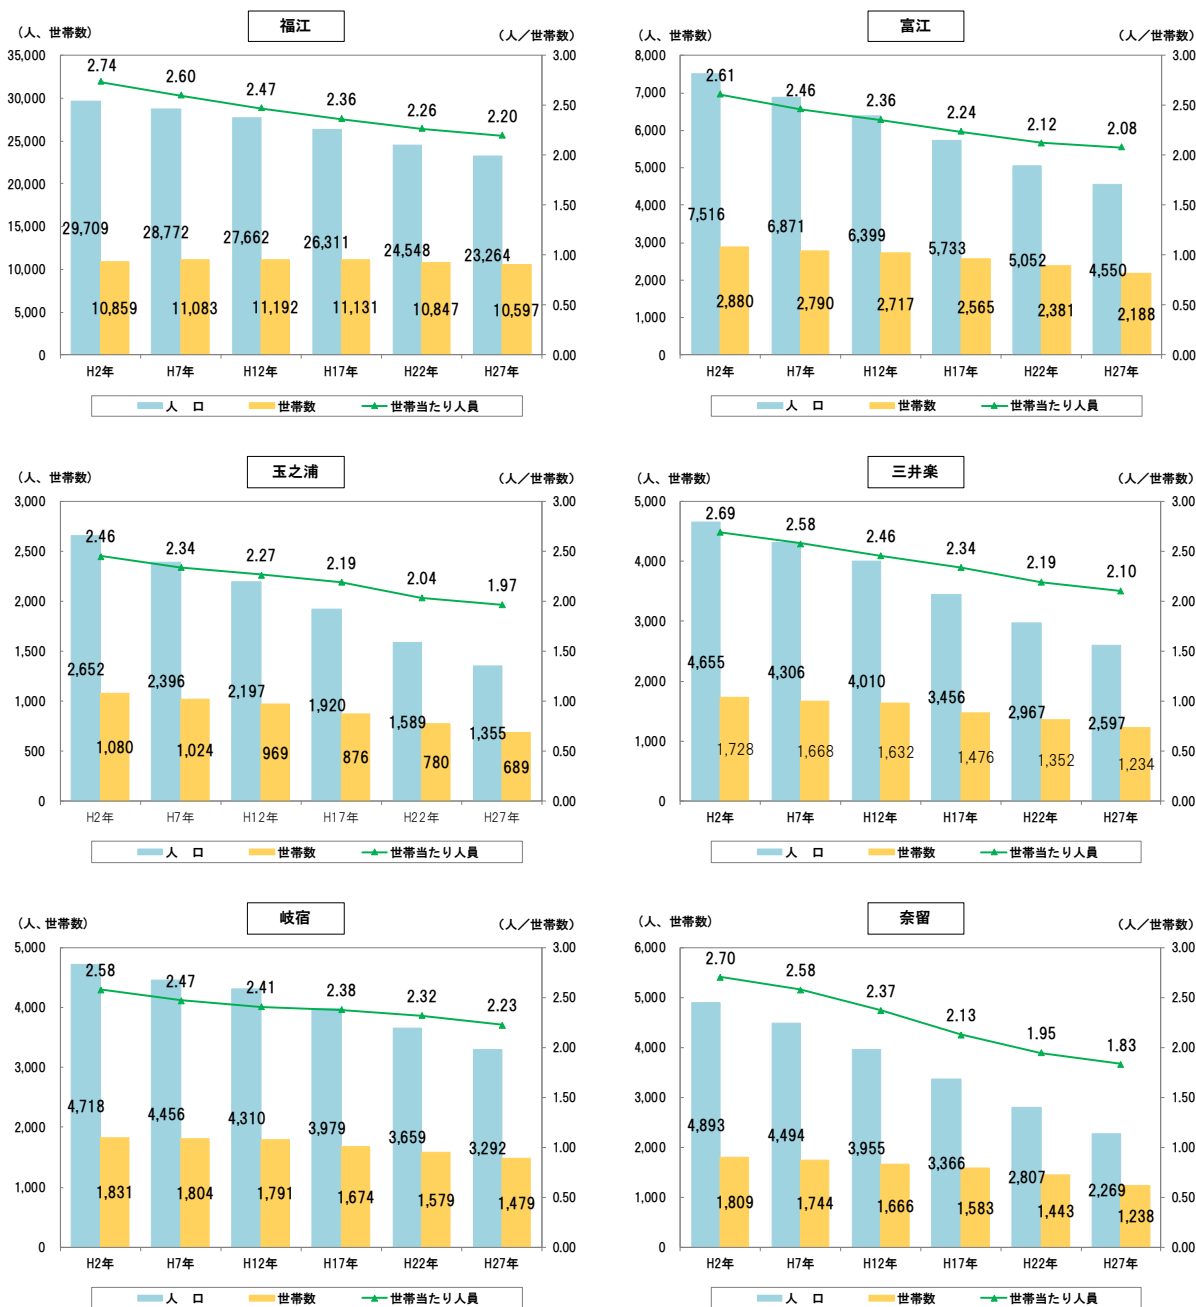 福江
(人、世帯数)
(人／世帯数)
35,000
30,000
25,000
20,000
15,000
10,000
5,000
0
3.00
2.50
2.00
1.50
1.00
0.50
0.00
2.74 2.60 2.47 2.36 2.26 2.20
29,709 28,772 27,662 26,311 24,548 23,264
10,859 11,083 11,192 11,131 10,847 10,597
H2年 H7年 H12年 H17年 H22年 H27年
人　口 世帯数 世帯当たり人員
富江
(人、世帯数)
(人／世帯数)
8,000
7,000
6,000
5,000
4,000
3,000
2,000
1,000
0
3.00
2.50
2.00
1.50
1.00
0.50
0.00
2.61 2.46 2.36 2.24 2.12 2.08
7,516 6,871 6,399 5,733 5,052 4,550
2,880 2,790 2,717 2,565 2,381 2,188
H2年 H7年 H12年 H17年 H22年 H27年
人　口 世帯数 世帯当たり人員
玉之浦
(人、世帯数)
(人／世帯数)
3,000
2,500
2,000
1,500
1,000
500
0
3.00
2.50
2.00
1.50
1.00
0.50
0.00
2.46 2.34 2.27 2.19 2.04 1.97
2,652 2,396 2,197 1,920 1,589 1,355
1,080 1,024 969 876 780 689
H2年 H7年 H12年 H17年 H22年 H27年
人　口 世帯数 世帯当たり人員
三井楽
(人、世帯数)
(人／世帯数)
5,000
4,000
3,000
2,000
1,000
0
3.00
2.50
2.00
1.50
1.00
0.50
0.00
2.69 2.58 2.46 2.34 2.19 2.10
4,655 4,306 4,010 3,456 2,967 2,597
1,728 1,668 1,632 1,476 1,352 1,234
H2年 H7年 H12年 H17年 H22年 H27年
人　口 世帯数 世帯当たり人員
岐宿
(人、世帯数)
(人／世帯数)
5,000
4,000
3,000
2,000
1,000
0
3.00
2.50
2.00
1.50
1.00
0.50
0.00
2.58 2.47 2.41 2.38 2.32 2.23
4,718 4,456 4,310 3,979 3,659 3,292
1,831 1,804 1,791 1,674 1,579 1,479
H2年 H7年 H12年 H17年 H22年 H27年
人　口 世帯数 世帯当たり人員
奈留
(人、世帯数)
(人／世帯数)
6,000
5,000
4,000
3,000
2,000
1,000
0
3.00
2.50
2.00
1.50
1.00
0.50
0.00
2.70 2.58 2.37 2.13 1.95 1.83
4,893 4,494 3,955 3,366 2,807 2,269
1,809 1,744 1,666 1,583 1,443 1,238
H2年 H7年 H12年 H17年 H22年 H27年
人　口 世帯数 世帯当たり人員